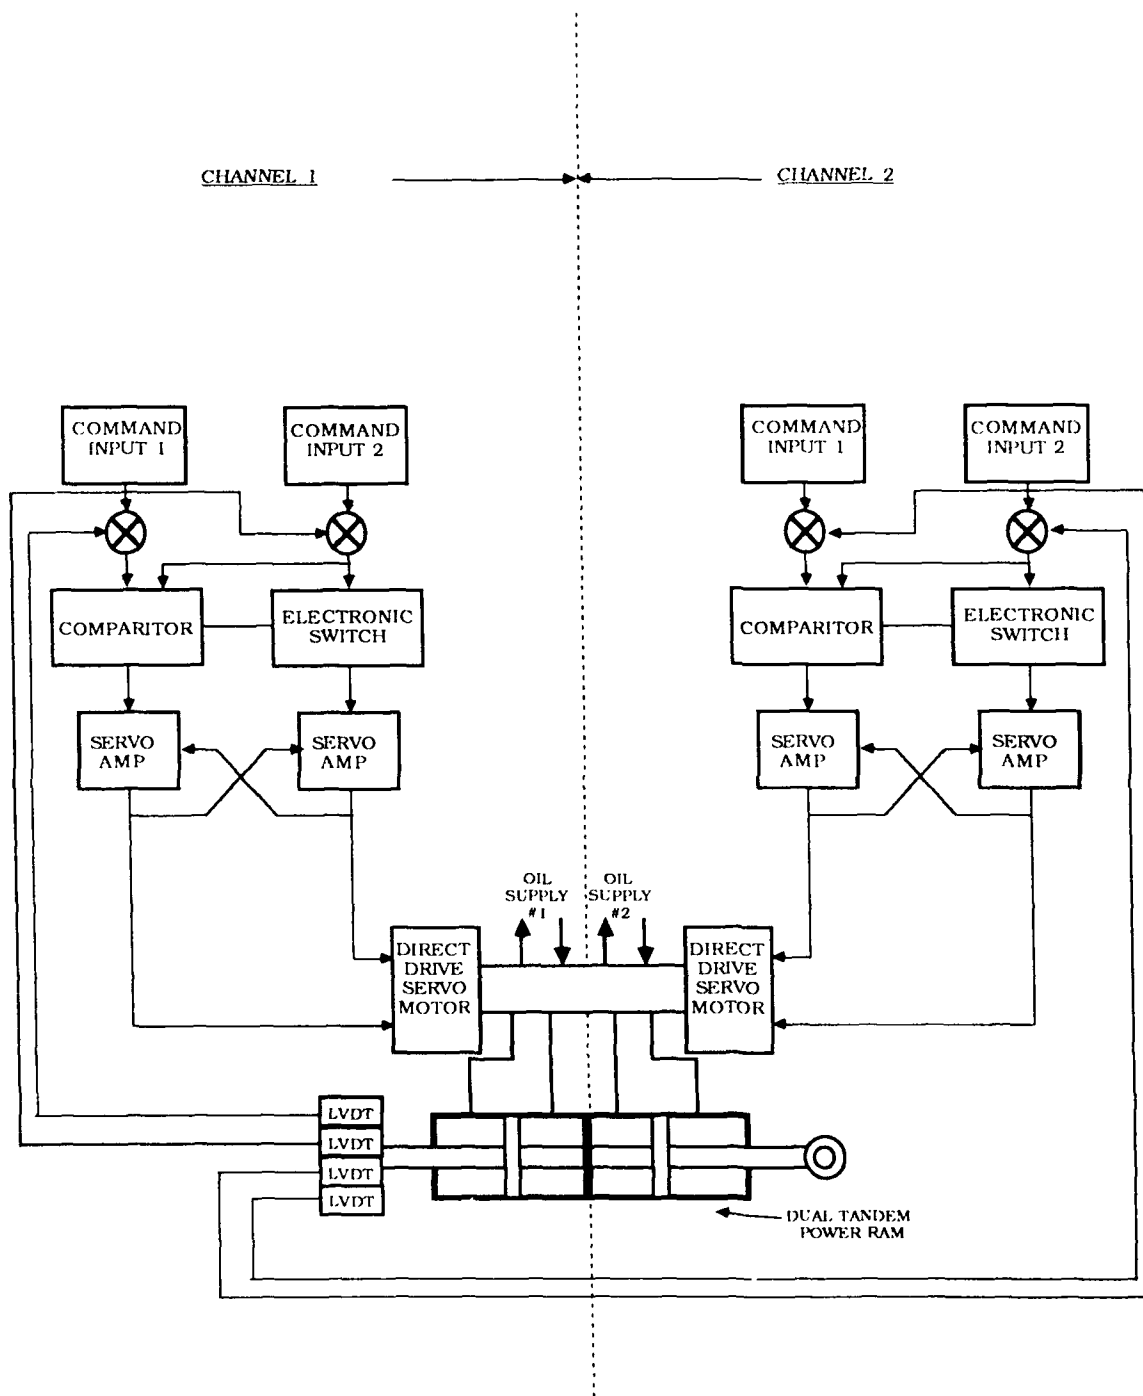 CHANNEL 1
CHANNEL 2
COMMAND
INPUT 1
COMMAND
INPUT 2
COMMAND
INPUT 1
COMMAND
INPUT 2
COMPARITOR
ELECTRONIC
SWITCH
COMPARITOR
ELECTRONIC
SWITCH
SERVO
AMP
SERVO
AMP
SERVO
AMP
SERVO
AMP
OIL
SUPPLY
#1
OIL
SUPPLY
#2
DIRECT
DRIVE
SERVO
MOTOR
DIRECT
DRIVE
SERVO
MOTOR
LVDT
LVDT
LVDT
LVDT
DUAL TANDEM
POWER RAM